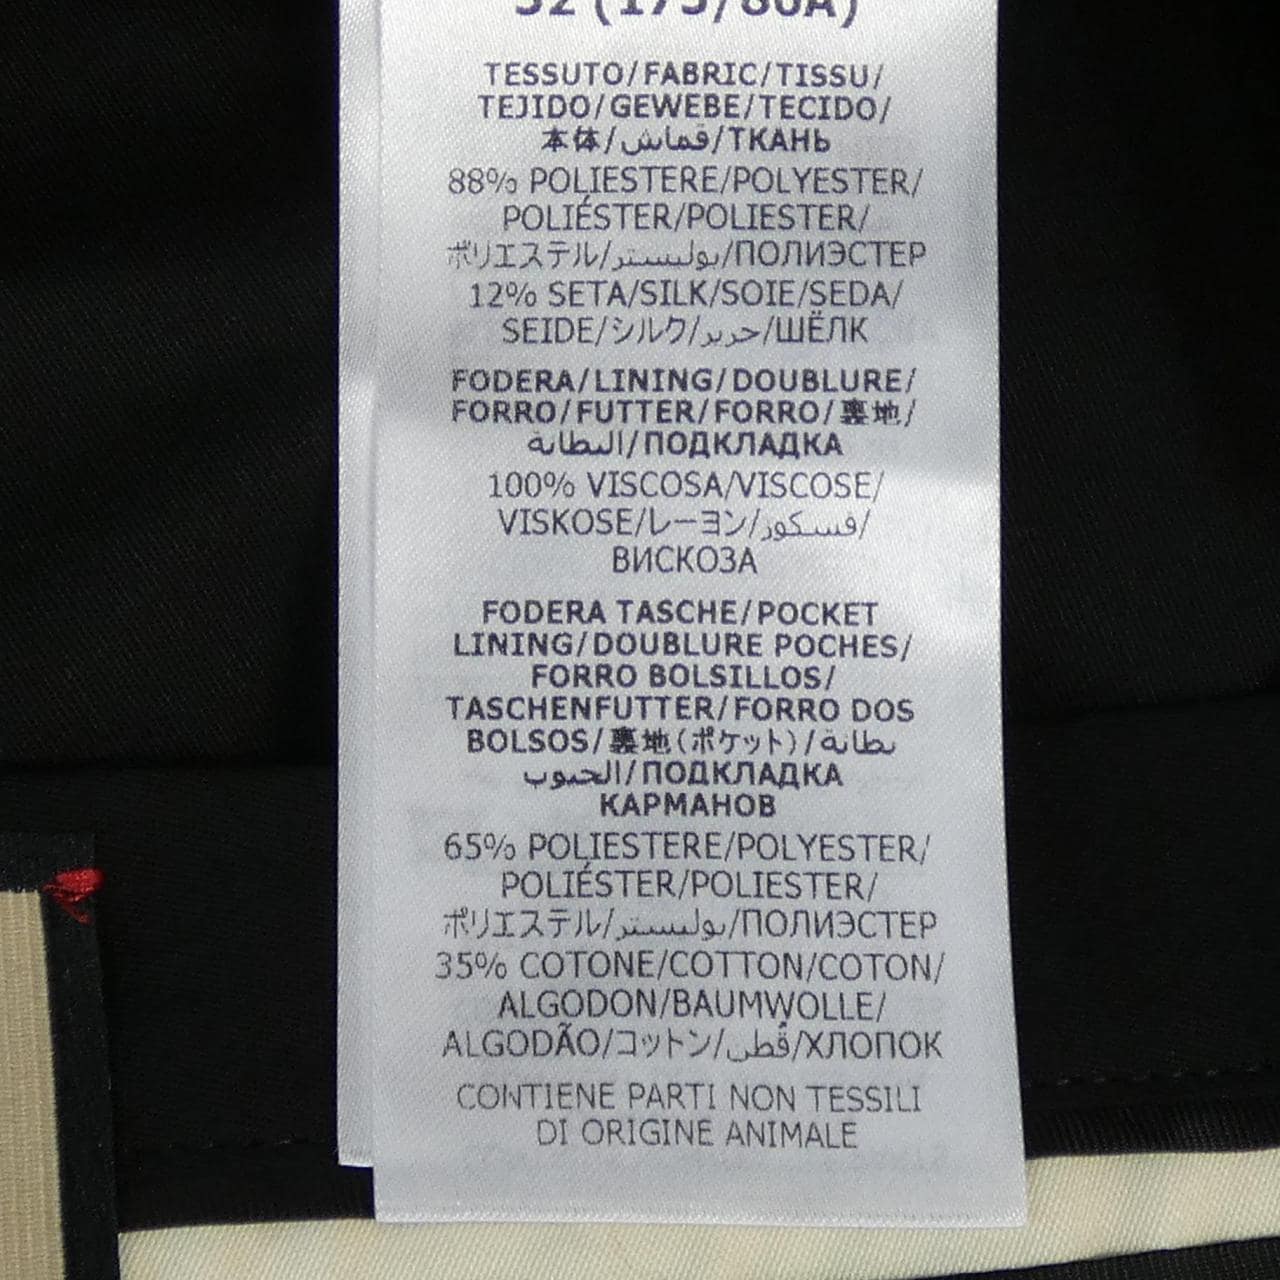 32 (175/80A)
TESSUTO/FABRIC/TISSU/
TEJIDO/GEWEBE/TECIDO/
本体/قماش/ТКАНЬ
88% POLIESTERE/POLYESTER/
POLIÉSTER/POLIESTER/
ポリエステル/بوليستر/ПОЛИЭСТЕР
12% SETA/SILK/SOIE/SEDA/
SEIDE/シルク/حرير/ШЁЛК
FODERA/LINING/DOUBLURE/
FORRO/FUTTER/FORRO/裏地/
البطانة/ПОДКЛАДКА
100% VISCOSA/VISCOSE/
VISKOSE/レーヨン/فسكوز/
ВИСКОЗА
FODERA TASCHE/POCKET
LINING/DOUBLURE POCHES/
FORRO BOLSILLOS/
TASCHENFUTTER/FORRO DOS
BOLSOS/裏地(ポケット)/بطانة
الجيوب/ПОДКЛАДКА
КАРМАНОВ
65% POLIESTERE/POLYESTER/
POLIÉSTER/POLIESTER/
ポリエステル/بوليستر/ПОЛИЭСТЕР
35% COTONE/COTTON/COTON/
ALGODON/BAUMWOLLE/
ALGODÃO/コットン/قطن/ХЛОПОК
CONTIENE PARTI NON TESSILI
DI ORIGINE ANIMALE